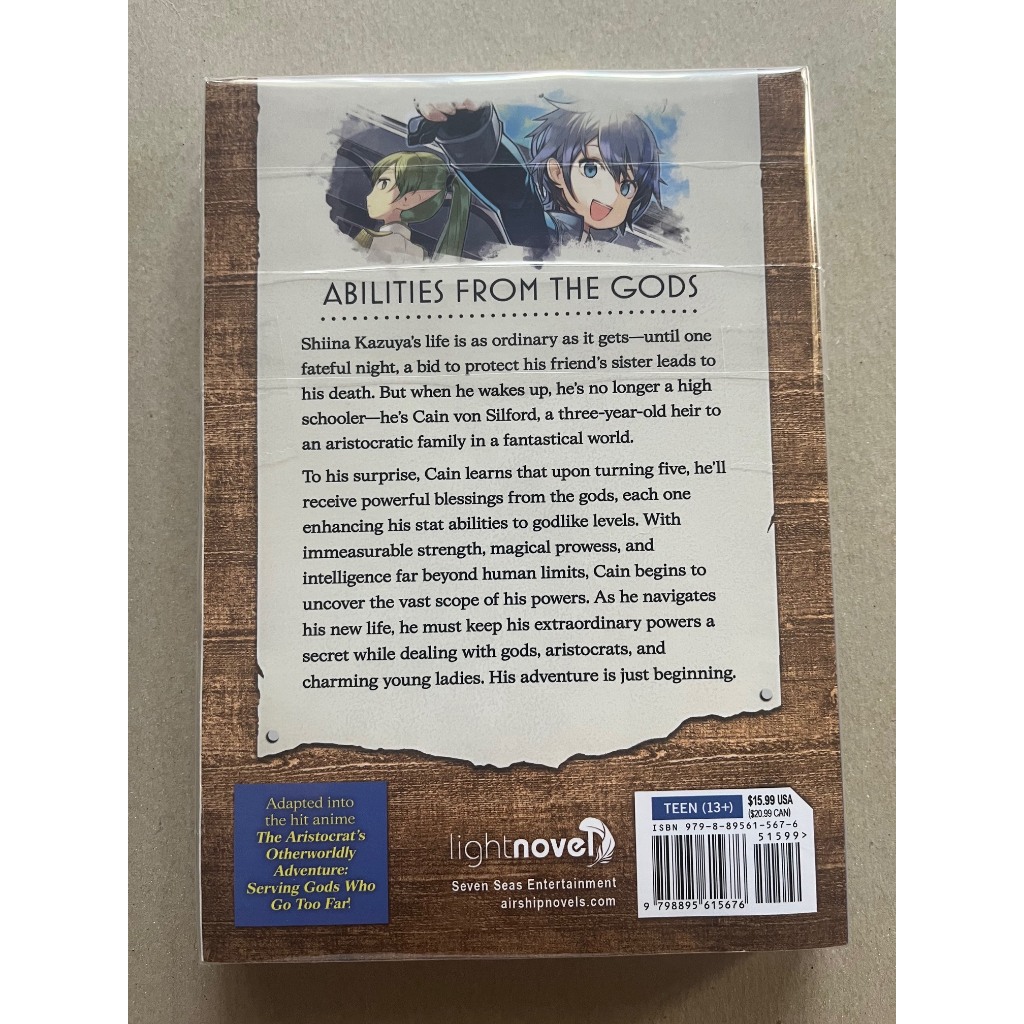 ABILITIES FROM THE GODS
Shiina Kazuya's life is as ordinary as it gets—until one
fateful night, a bid to protect his friend's sister leads to
his death. But when he wakes up, he's no longer a high
schooler—he's Cain von Silford, a three-year-old heir to
an aristocratic family in a fantastical world.
To his surprise, Cain learns that upon turning five, he'll
receive powerful blessings from the gods, each one
enhancing his stat abilities to godlike levels. With
immeasurable strength, magical prowess, and
intelligence far beyond human limits, Cain begins to
uncover the vast scope of his powers. As he navigates
his new life, he must keep his extraordinary powers a
secret while dealing with gods, aristocrats, and
charming young ladies. His adventure is just beginning.
Adapted into
the hit anime
The Aristocrat's
Otherworldly
Adventure:
Serving Gods Who
Go Too Far!
lightnovel
Seven Seas Entertainment
airshipnovels.com
TEEN (13+)
$15.99 USA
($20.99 CAN)
ISBN 979-8-89561-567-6
51599>
9 798895 615676